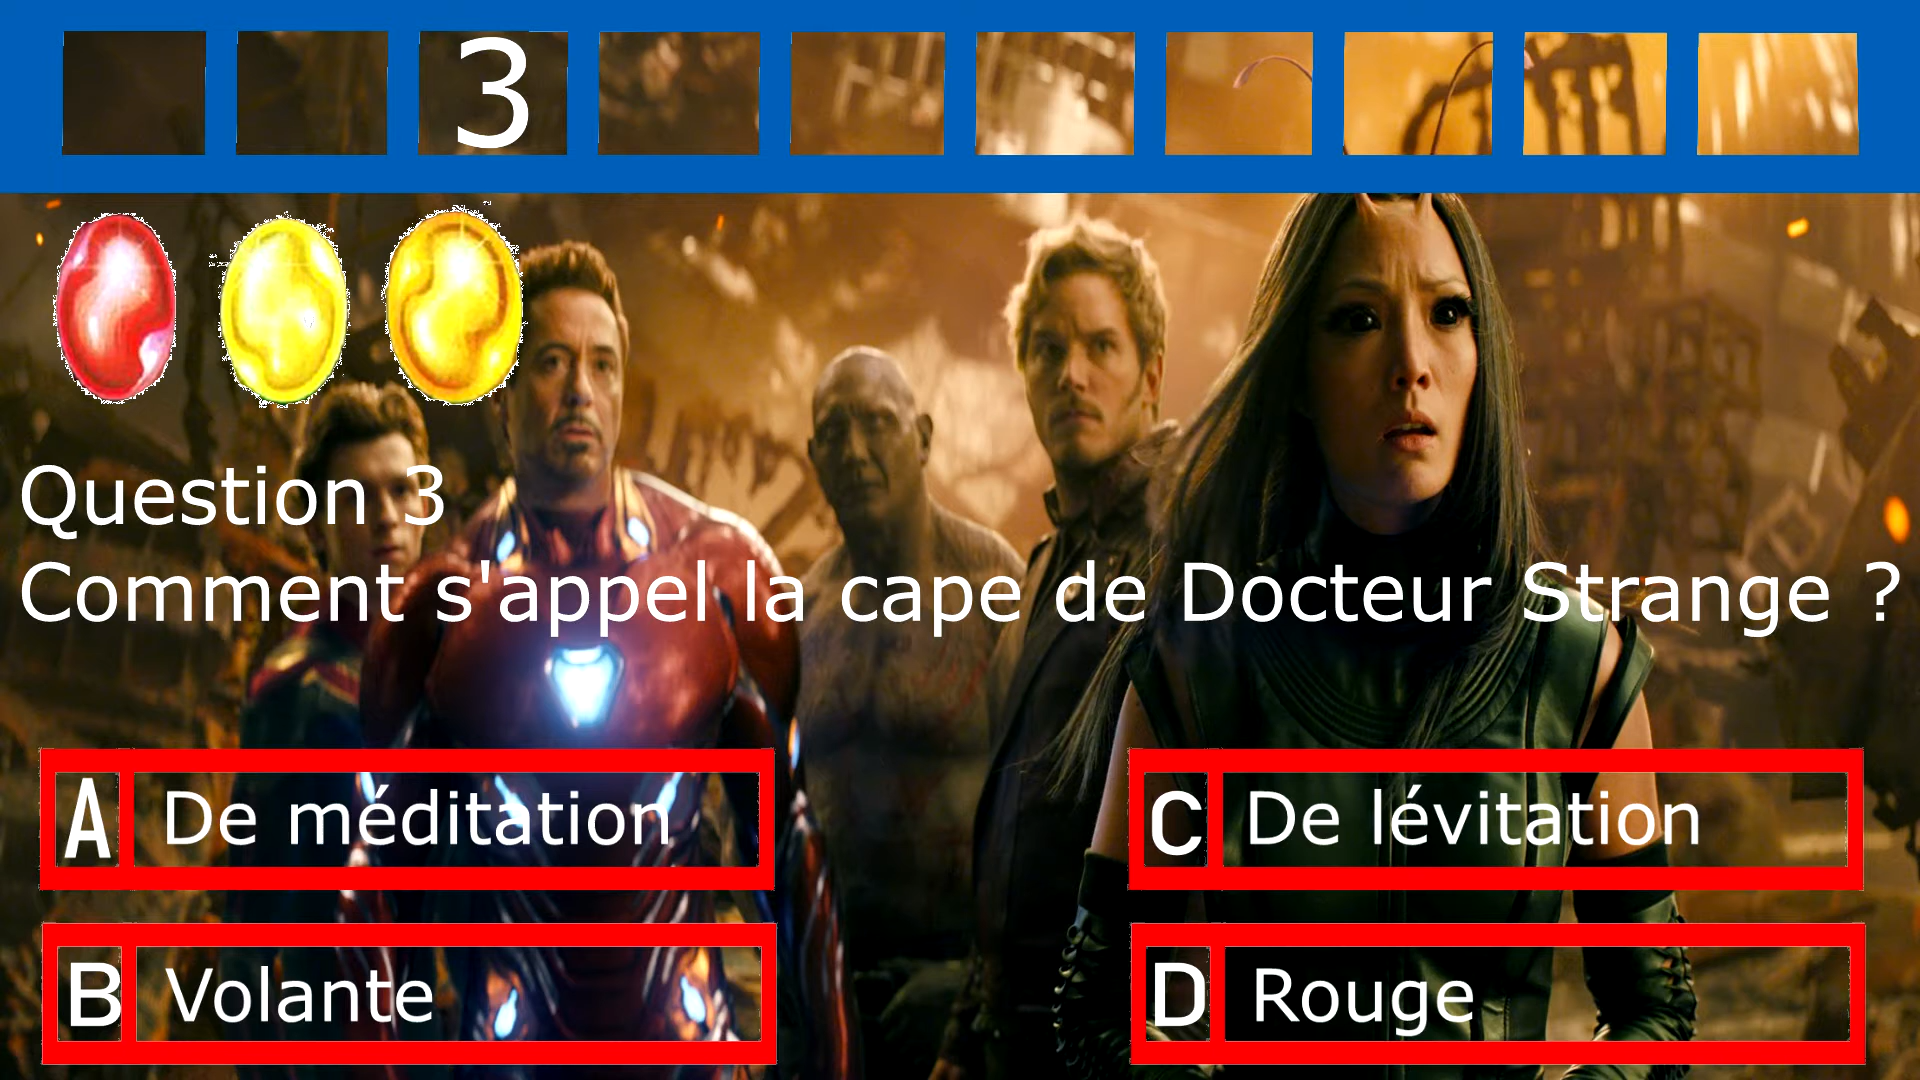 3
Question 3
Comment s'appel la cape de Docteur Strange ?
A De méditation
C De lévitation
B Volante
D Rouge